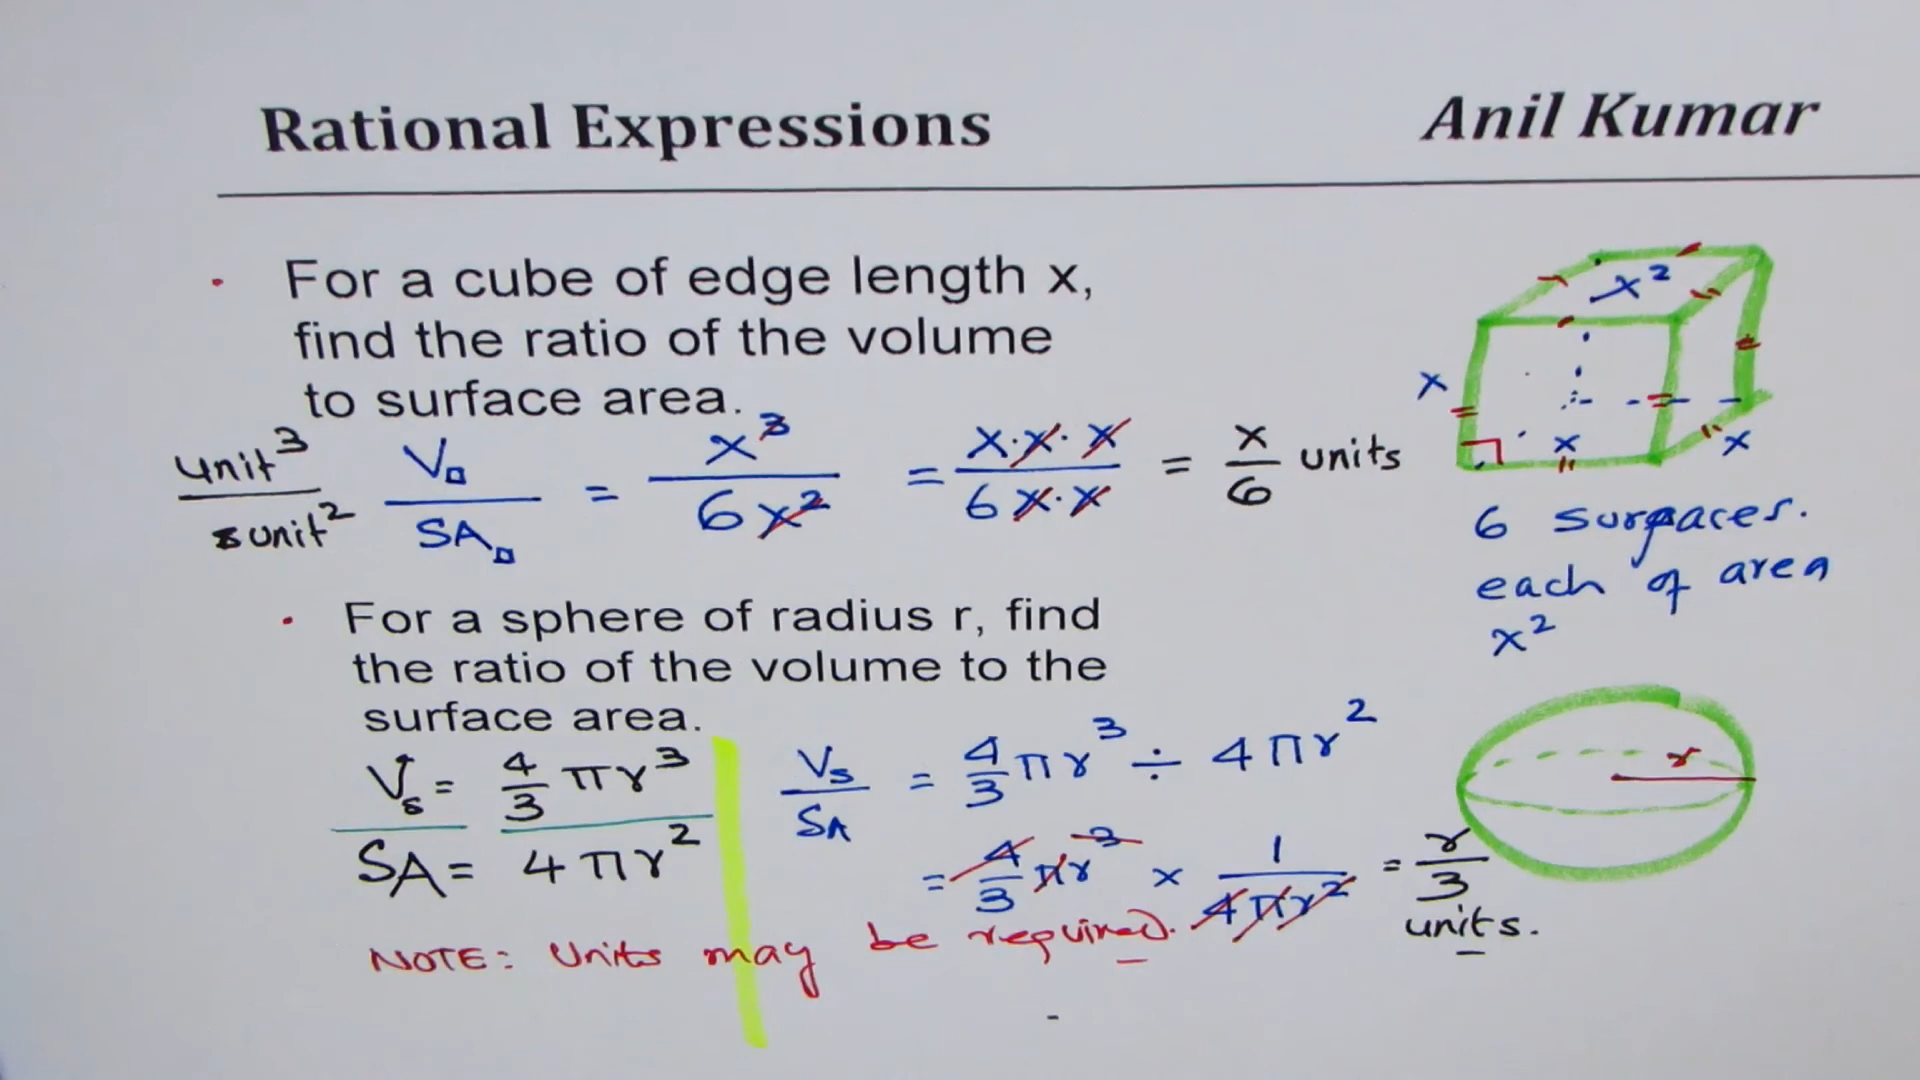 Rational Expressions Anil Kumar
· For a cube of edge length x,
find the ratio of the volume
to surface area.
unit³/unit² V□/SA□ = x³/6x² = x·x·x/6x·x = x/6 units
x²
x
x
x
6 surfaces.
each of area
x²
· For a sphere of radius r, find
the ratio of the volume to the
surface area.
Vs = 4/3 πr³
SA = 4πr²
Vs/SA = 4/3 πr³ ÷ 4πr²
= 4/3 πr³ × 1/4πr² = r/3
units.
r
NOTE: Units may be required.